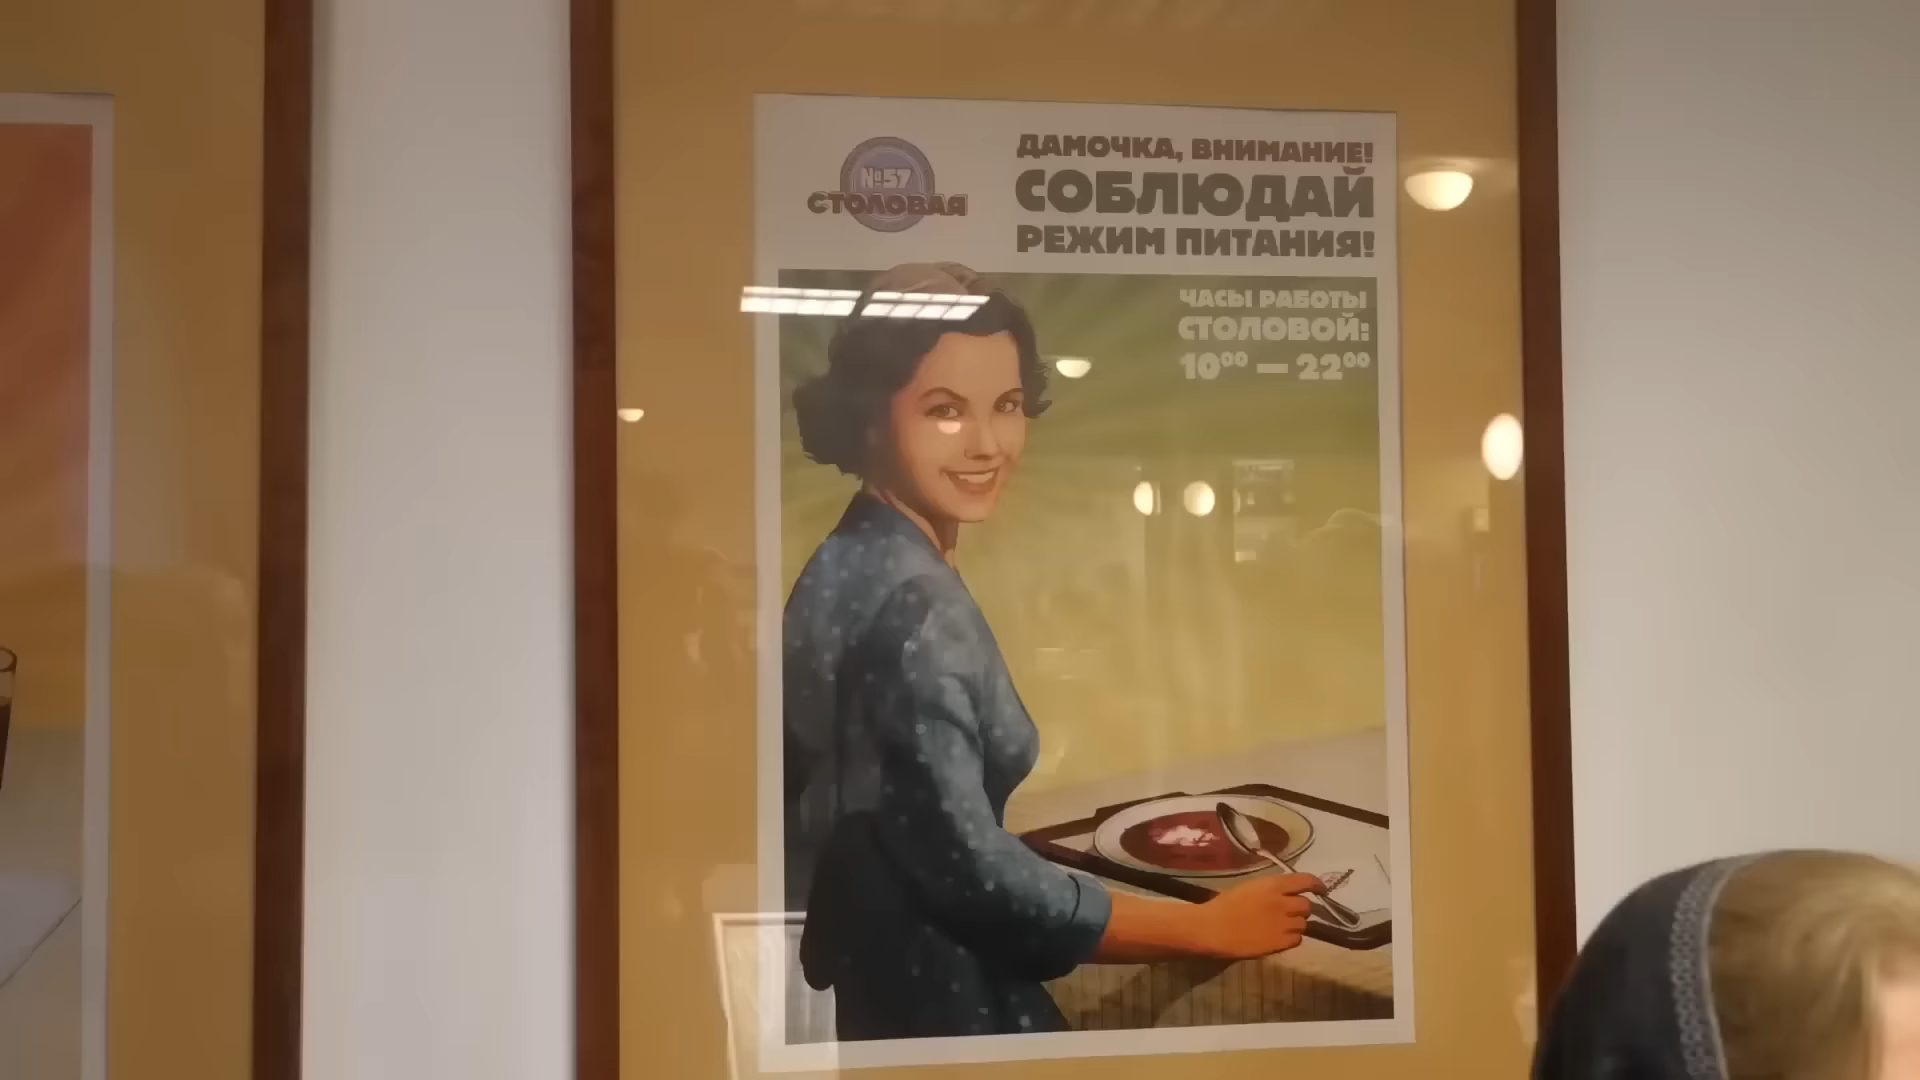 №57
СТОЛОВАЯ
ДАМОЧКА, ВНИМАНИЕ!
СОБЛЮДАЙ
РЕЖИМ ПИТАНИЯ!
ЧАСЫ РАБОТЫ
СТОЛОВОЙ:
10⁰⁰ — 22⁰⁰